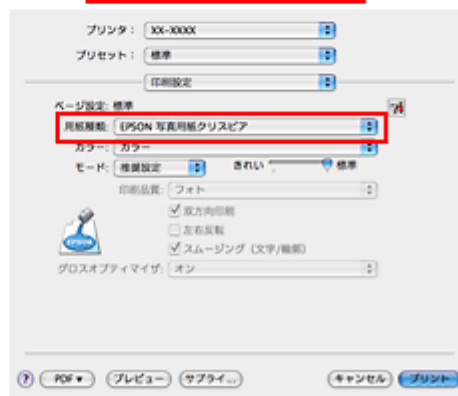 プリンタ： XX-XXXX
プリセット： 標準
印刷設定
ページ設定: 標準
用紙種類: EPSON 写真用紙クリスピア
カラー: カラー
モード: 推奨設定 きれい 標準
印刷品質: フォト
双方向印刷
左右反転
スムージング（文字/輪郭）
EPSON
グロスオプティマイザ: オン
? PDF▼ プレビュー サプライ... キャンセル プリント